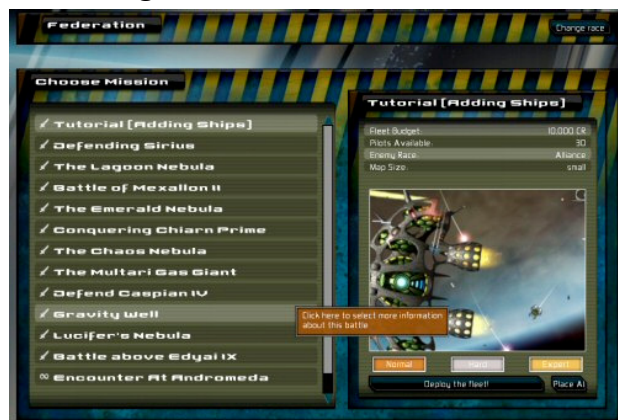 Federation
Change race
Choose Mission
Tutorial [Adding Ships]
Defending Sirius
The Lagoon Nebula
Battle of Mexallon II
The Emerald Nebula
Conquering Chiarn Prime
The Chaos Nebula
The Multari Gas Giant
Defend Caspian IV
Gravity Well
Lucifer's Nebula
Battle above Edyai IX
Encounter At Andromeda
Tutorial [Adding Ships]
Fleet Budget: 10,000 CR
Pilots Available: 30
Enemy Race: Alliance
Map Size: small
Click here to select more information
about this battle
Normal Hard Expert
Deploy the fleet! Place AI